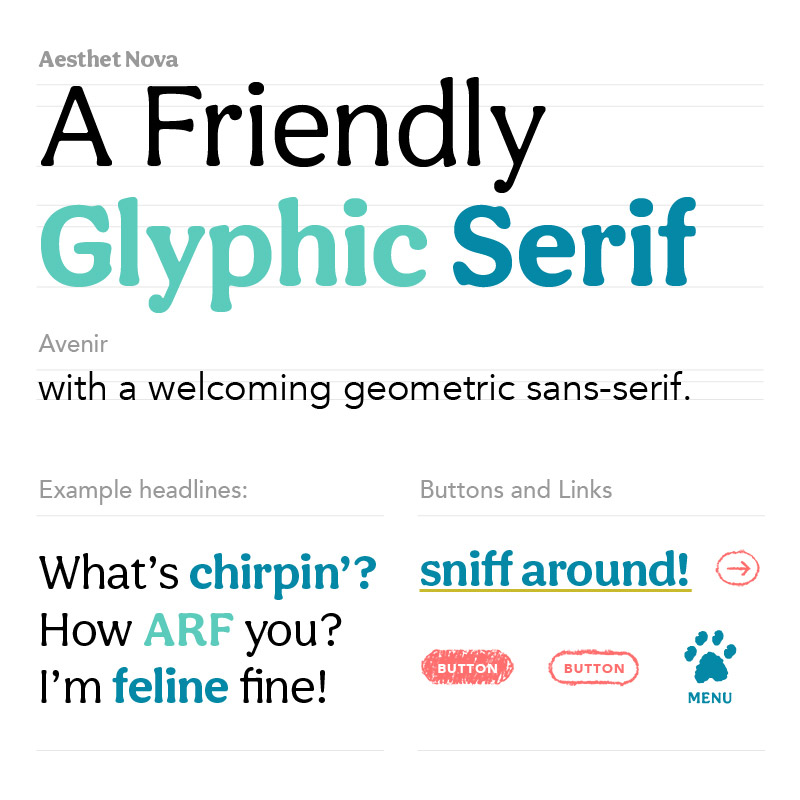 Aesthet Nova
A Friendly
Glyphic Serif
Avenir
with a welcoming geometric sans-serif.
Example headlines:
What’s chirpin’?
How ARF you?
I’m feline fine!
Buttons and Links
sniff around!
BUTTON
BUTTON
MENU